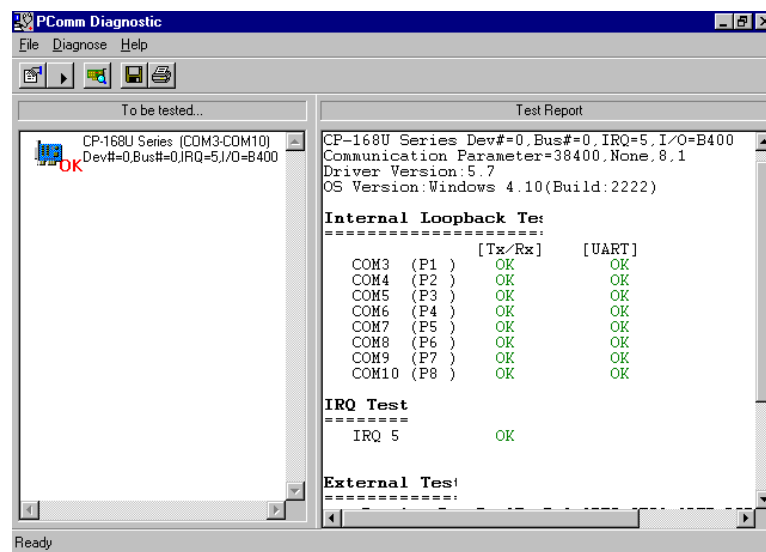 PComm Diagnostic
File Diagnose Help
To be tested...
CP-168U Series (COM3-COM10)
Dev#=0,Bus#=0,IRQ=5,I/O=B400
OK
Test Report
CP-168U Series Dev#=0,Bus#=0,IRQ=5,I/O=B400
Communication Parameter=38400,None,8,1
Driver Version:5.7
OS Version:Windows 4.10(Build:2222)
Internal Loopback Tes
=====================:
[Tx/Rx] [UART]
COM3 (P1 ) OK OK
COM4 (P2 ) OK OK
COM5 (P3 ) OK OK
COM6 (P4 ) OK OK
COM7 (P5 ) OK OK
COM8 (P6 ) OK OK
COM9 (P7 ) OK OK
COM10 (P8 ) OK OK
IRQ Test
========
IRQ 5 OK
External Test
=============:
Ready